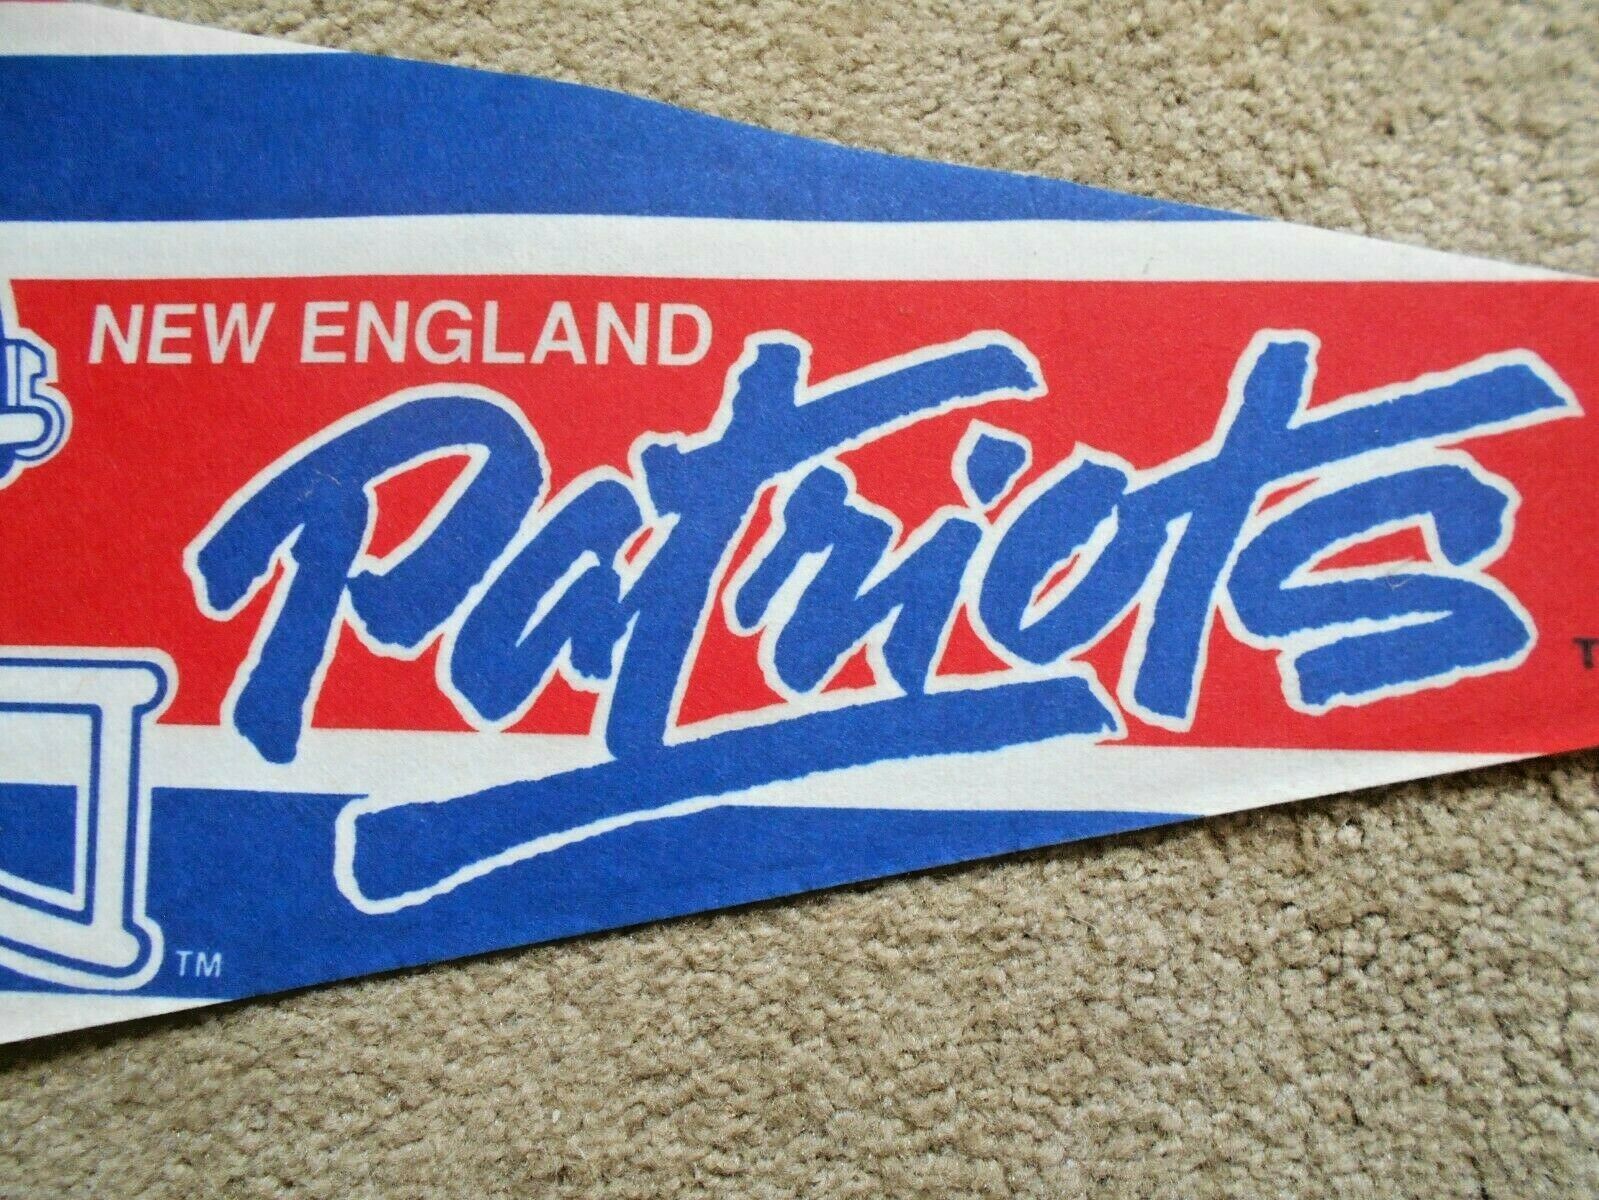 NEW ENGLAND
Patriots
TM